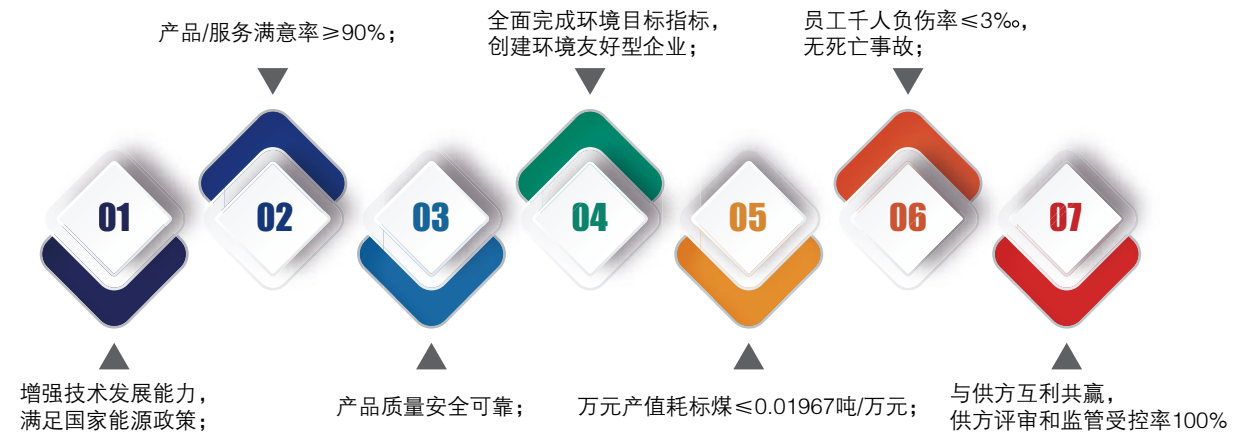 产品/服务满意率≥90%；
全面完成环境目标指标，
创建环境友好型企业；
员工千人负伤率≤3‰，
无死亡事故；
01
02
03
04
05
06
07
增强技术发展能力，
满足国家能源政策；
产品质量安全可靠；
万元产值耗标煤≤0.01967吨/万元；
与供方互利共赢，
供方评审和监管受控率100%